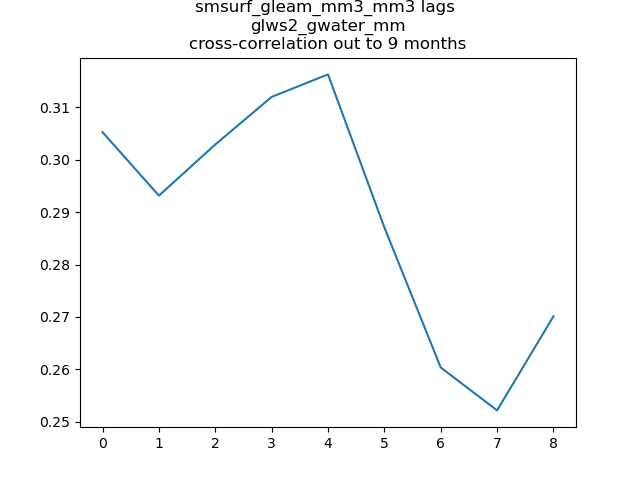 smsurf_gleam_mm3_mm3 lags
glws2_gwater_mm
cross-correlation out to 9 months
0.31
0.30
0.29
0.28
0.27
0.26
0.25
0 1 2 3 4 5 6 7 8